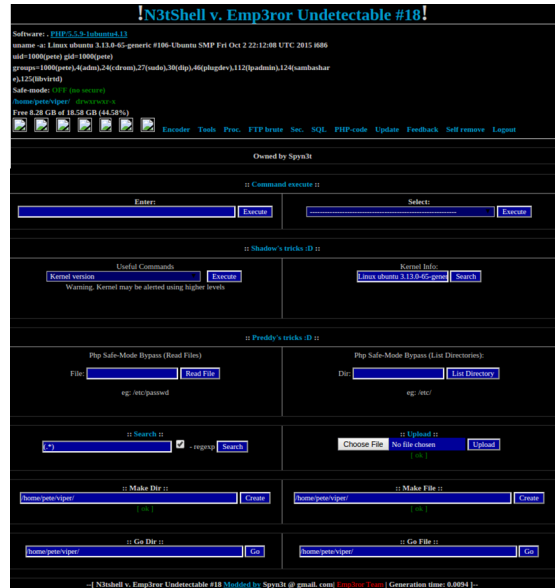 !N3tShell v. Emp3ror Undetectable #18!
Software: . PHP/5.5.9-1ubuntu4.13
uname -a: Linux ubuntu 3.13.0-65-generic #106-Ubuntu SMP Fri Oct 2 22:12:08 UTC 2015 i686
uid=1000(pete) gid=1000(pete)
groups=1000(pete),4(adm),24(cdrom),27(sudo),30(dip),46(plugdev),112(lpadmin),124(sambashar
e),125(libvirtd)
Safe-mode: OFF (no secure)
/home/pete/viper/ drwxrwxr-x
Free 8.28 GB of 18.58 GB (44.58%)
Encoder Tools Proc. FTP brute Sec. SQL PHP-code Update Feedback Self remove Logout
Owned by Spyn3t
:: Command execute ::
Enter:
Execute
Select:
Execute
:: Shadow's tricks :D ::
Useful Commands
Kernel version Execute
Warning. Kernel may be alerted using higher levels
Kernel Info:
Linux ubuntu 3.13.0-65-gener Search
:: Preddy's tricks :D ::
Php Safe-Mode Bypass (Read Files)
File: Read File
eg: /etc/passwd
Php Safe-Mode Bypass (List Directories):
Dir: List Directory
eg: /etc/
:: Search ::
(.*) - regexp Search
:: Upload ::
Choose File No file chosen Upload
[ ok ]
:: Make Dir ::
/home/pete/viper/ Create
[ ok ]
:: Make File ::
/home/pete/viper/ Create
[ ok ]
:: Go Dir ::
/home/pete/viper/ Go
:: Go File ::
/home/pete/viper/ Go
--[ N3tshell v. Emp3ror Undetectable #18 Modded by Spyn3t @ gmail. com| Emp3ror Team | Generation time: 0.0094 ]--